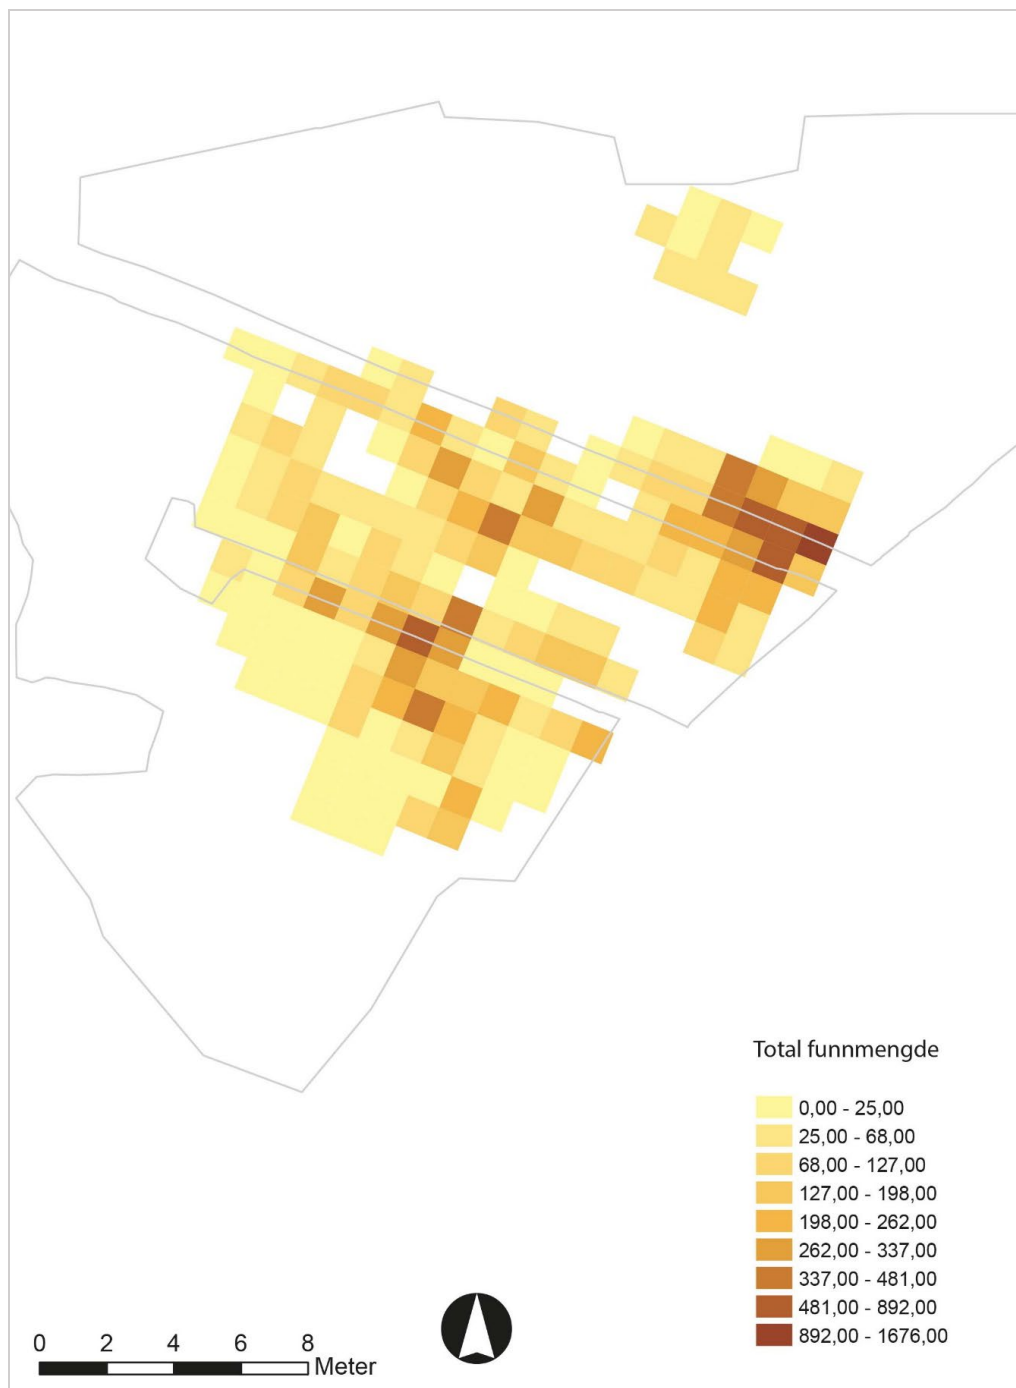 Total funnmengde
0,00 - 25,00
25,00 - 68,00
68,00 - 127,00
127,00 - 198,00
198,00 - 262,00
262,00 - 337,00
337,00 - 481,00
481,00 - 892,00
892,00 - 1676,00
0 2 4 6 8
Meter